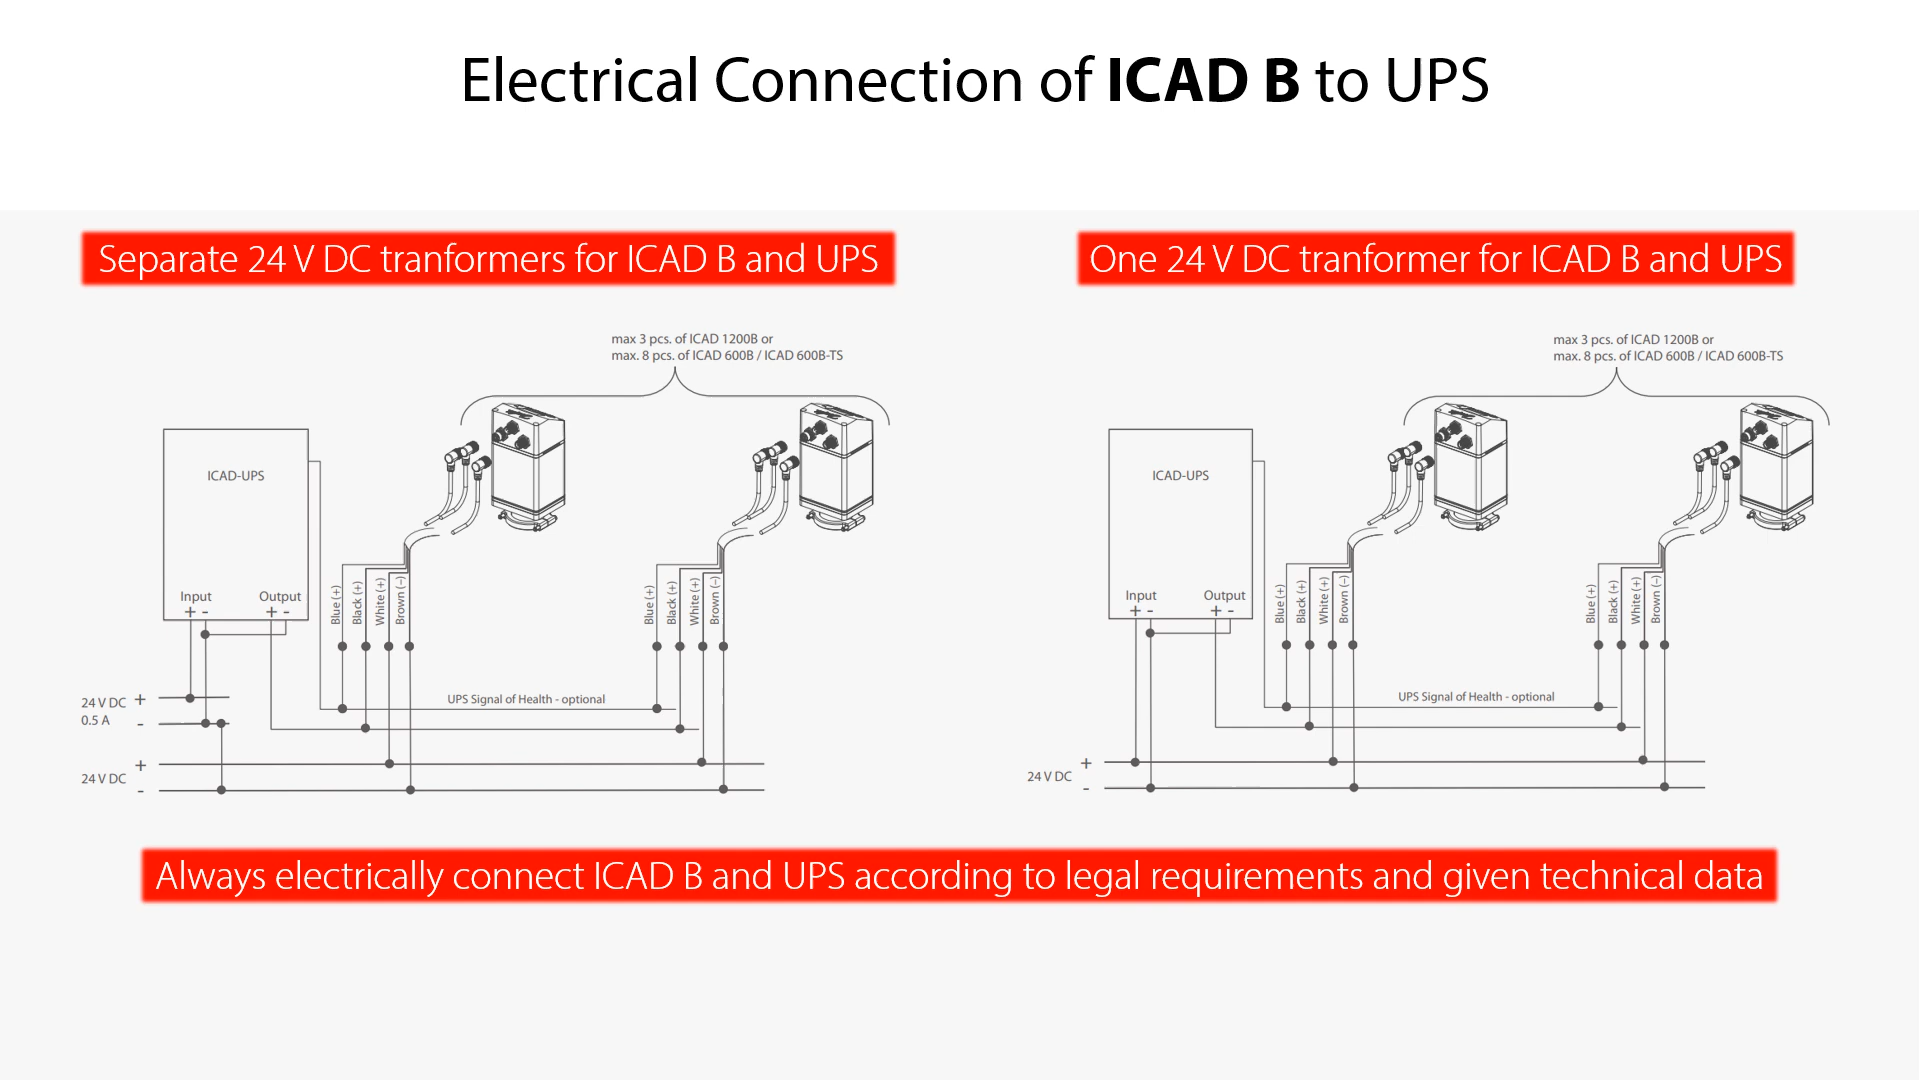 Electrical Connection of ICAD B to UPS
Separate 24 V DC tranformers for ICAD B and UPS
max 3 pcs. of ICAD 1200B or
max. 8 pcs. of ICAD 600B / ICAD 600B-TS
ICAD-UPS
Input
+ -
Output
+ -
Blue (+)
Black (+)
White (+)
Brown (–)
Blue (+)
Black (+)
White (+)
Brown (–)
UPS Signal of Health - optional
24 V DC +
0.5 A -
+
24 V DC
-
One 24 V DC tranformer for ICAD B and UPS
max 3 pcs. of ICAD 1200B or
max. 8 pcs. of ICAD 600B / ICAD 600B-TS
ICAD-UPS
Input
+ -
Output
+ -
Blue (+)
Black (+)
White (+)
Brown (–)
Blue (+)
Black (+)
White (+)
Brown (–)
UPS Signal of Health - optional
+
24 V DC
-
Always electrically connect ICAD B and UPS according to legal requirements and given technical data